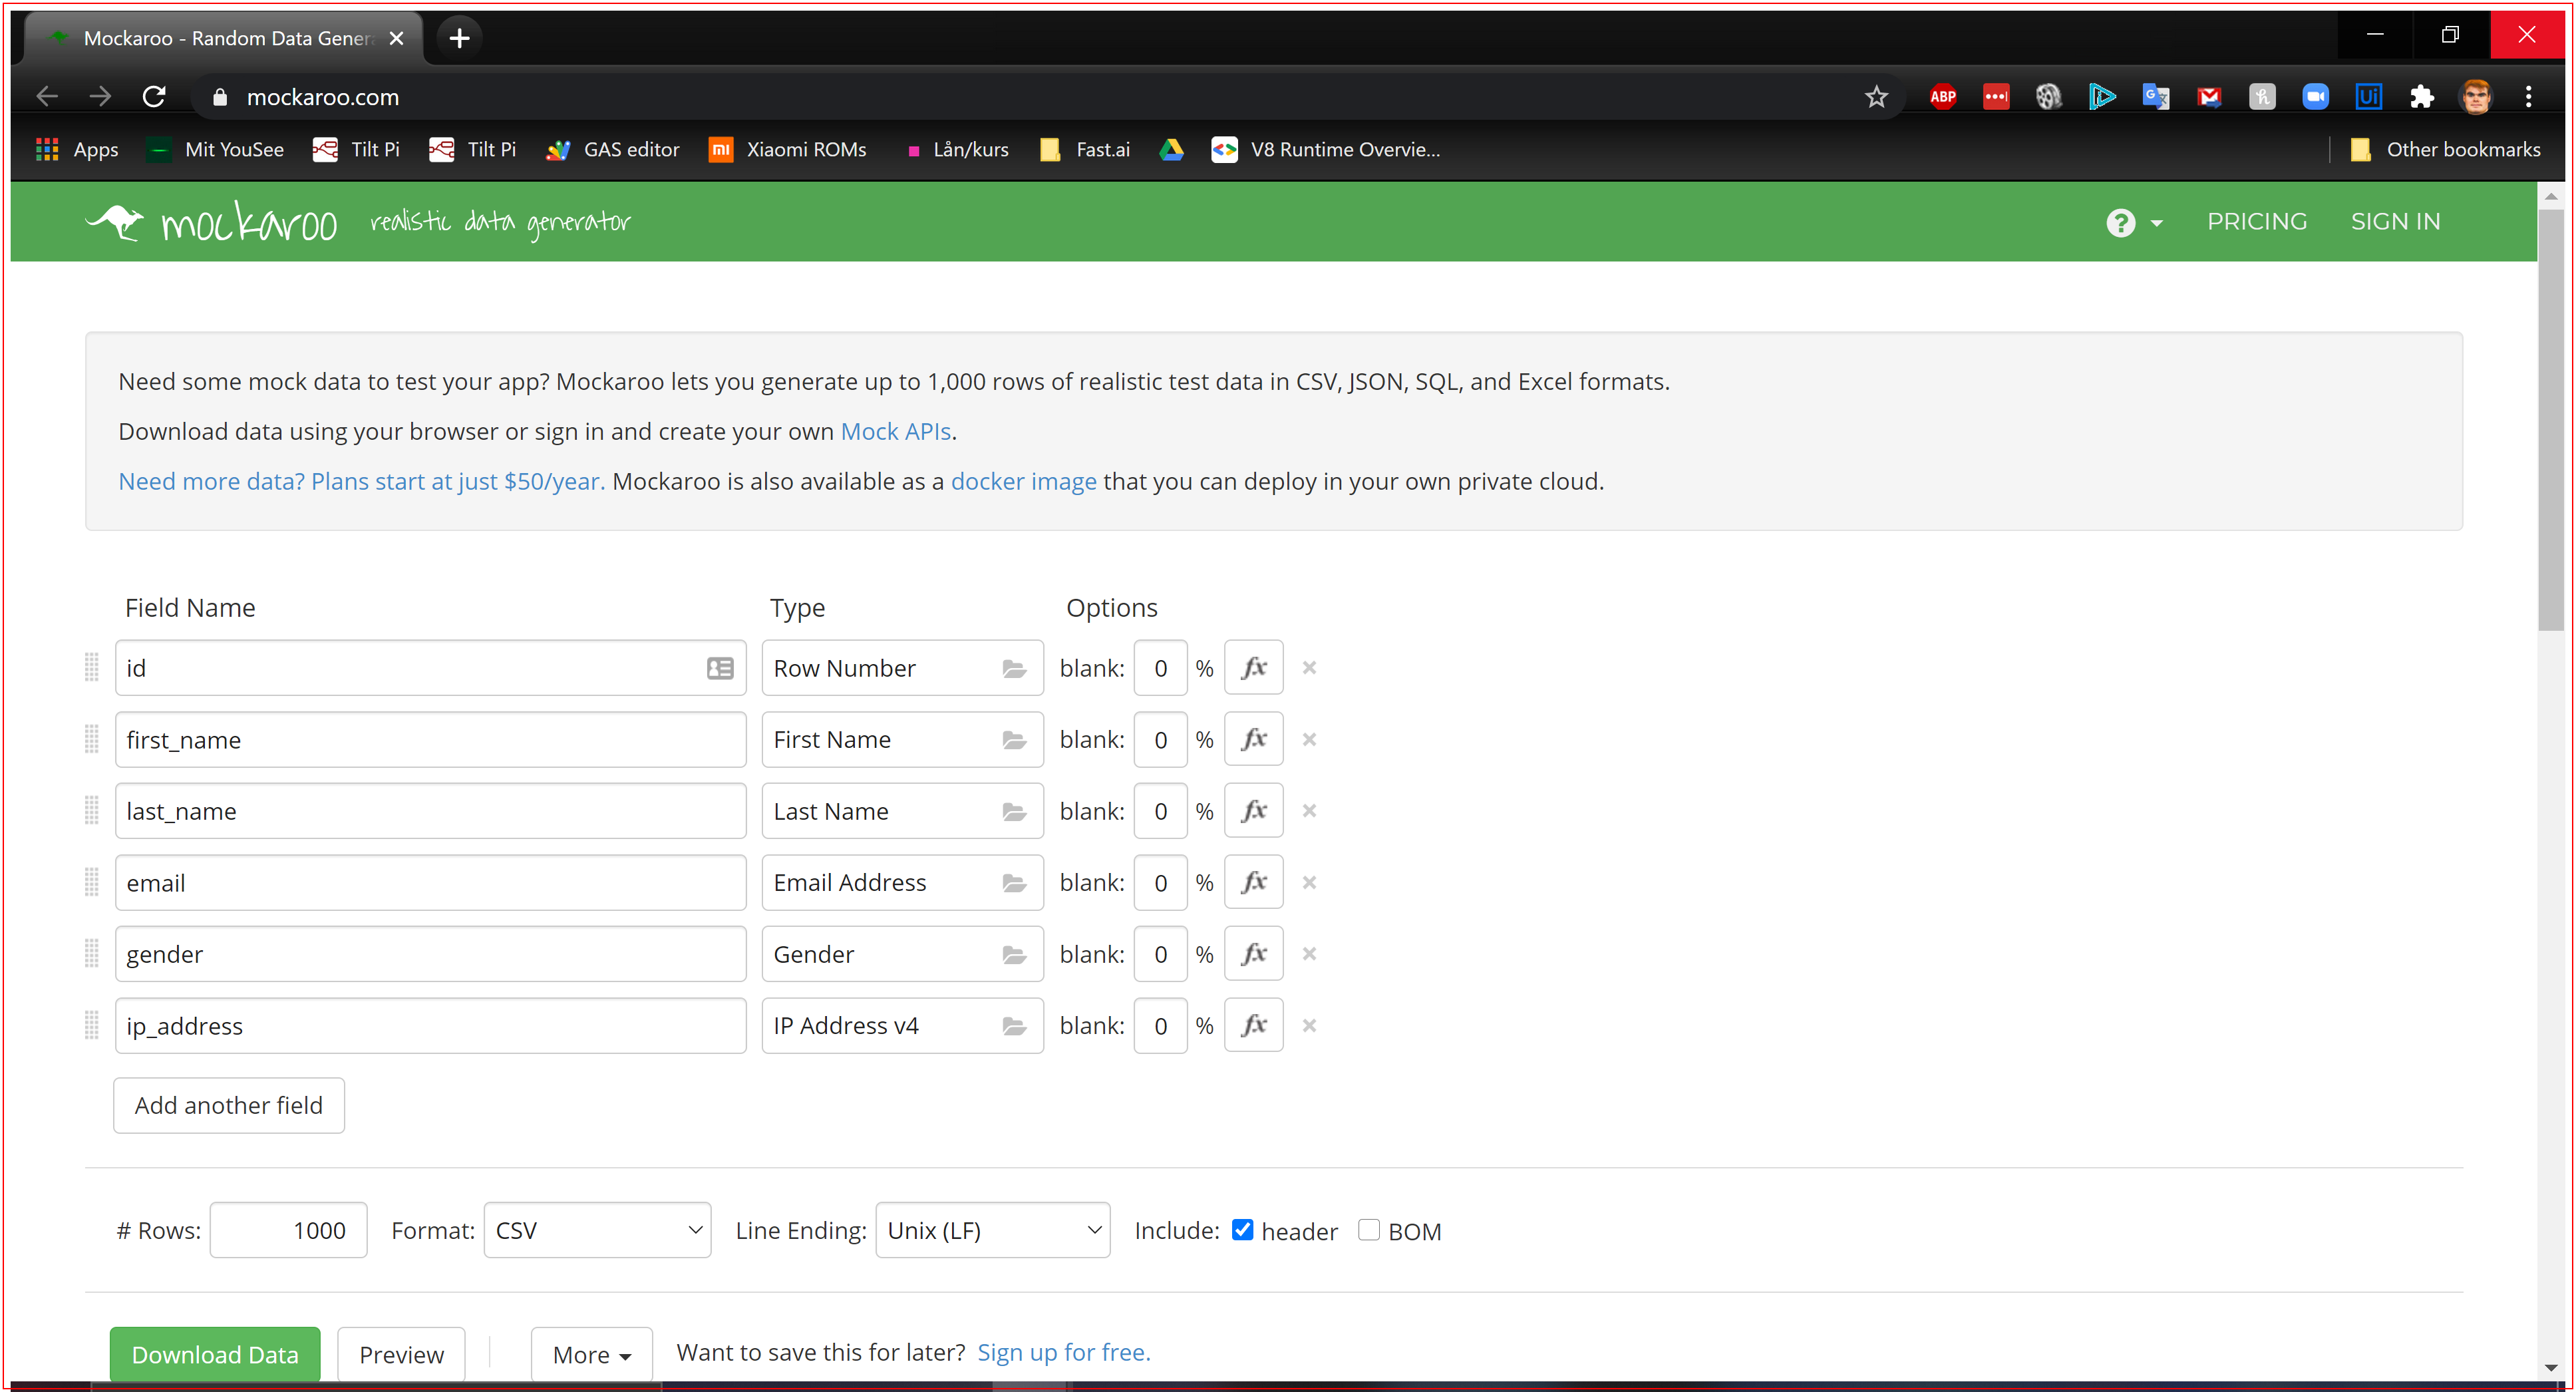 Mockaroo - Random Data Gener
mockaroo.com
ABP
Apps Mit YouSee Tilt Pi Tilt Pi GAS editor mi Xiaomi ROMs Lån/kurs Fast.ai V8 Runtime Overvie... Other bookmarks
mockaroo realistic data generator ? PRICING SIGN IN
Need some mock data to test your app? Mockaroo lets you generate up to 1,000 rows of realistic test data in CSV, JSON, SQL, and Excel formats.
Download data using your browser or sign in and create your own Mock APIs.
Need more data? Plans start at just $50/year. Mockaroo is also available as a docker image that you can deploy in your own private cloud.
Field Name Type Options
id Row Number blank: 0 % fx ×
first_name First Name blank: 0 % fx ×
last_name Last Name blank: 0 % fx ×
email Email Address blank: 0 % fx ×
gender Gender blank: 0 % fx ×
ip_address IP Address v4 blank: 0 % fx ×
Add another field
# Rows: 1000 Format: CSV Line Ending: Unix (LF) Include: header BOM
Download Data Preview More Want to save this for later? Sign up for free.